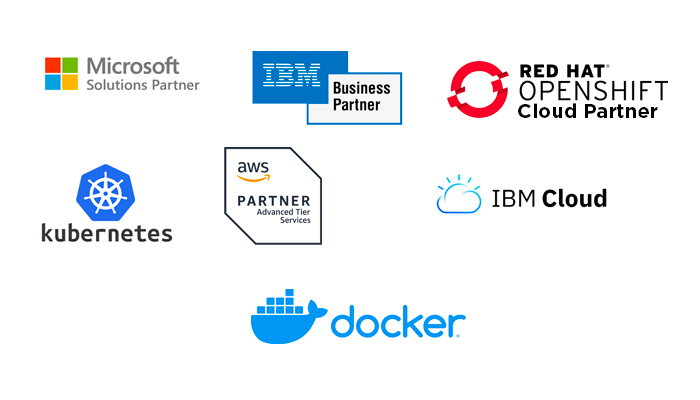 Microsoft
Solutions Partner
IBM
Business
Partner
RED HAT®
OPENSHIFT
Cloud Partner
kubernetes
aws
PARTNER
Advanced Tier
Services
IBM Cloud
docker®